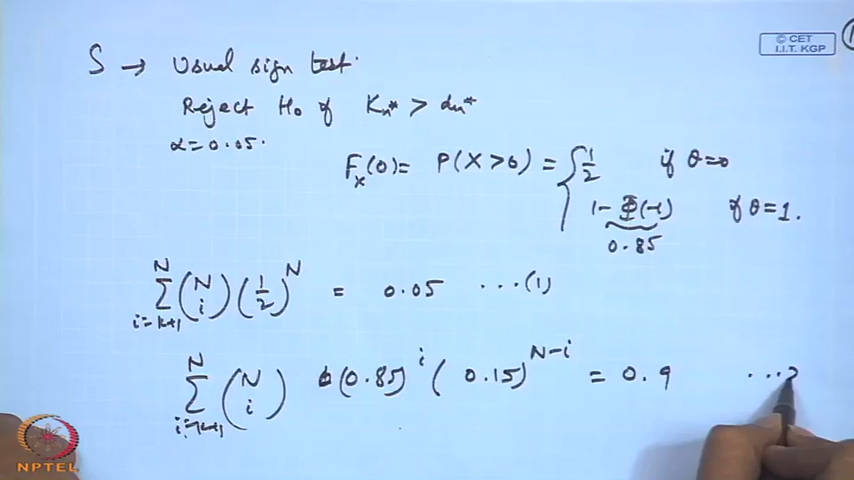 © CET
I.I.T. KGP
S → Usual sign test.
Reject H₀ if Kₙ* > dₙ*
α = 0.05.
Fₓ(0) = P(X > 0) = { 1/2 if θ=0
1 - Φ(-1) if θ=1.
0.85
∑_{i=k+1}^{N} (N i) (1/2)^N = 0.05 ...(1)
∑_{i=k+1}^{N} (N i) (0.85)^i (0.15)^{N-i} = 0.9 ...2
NPTEL